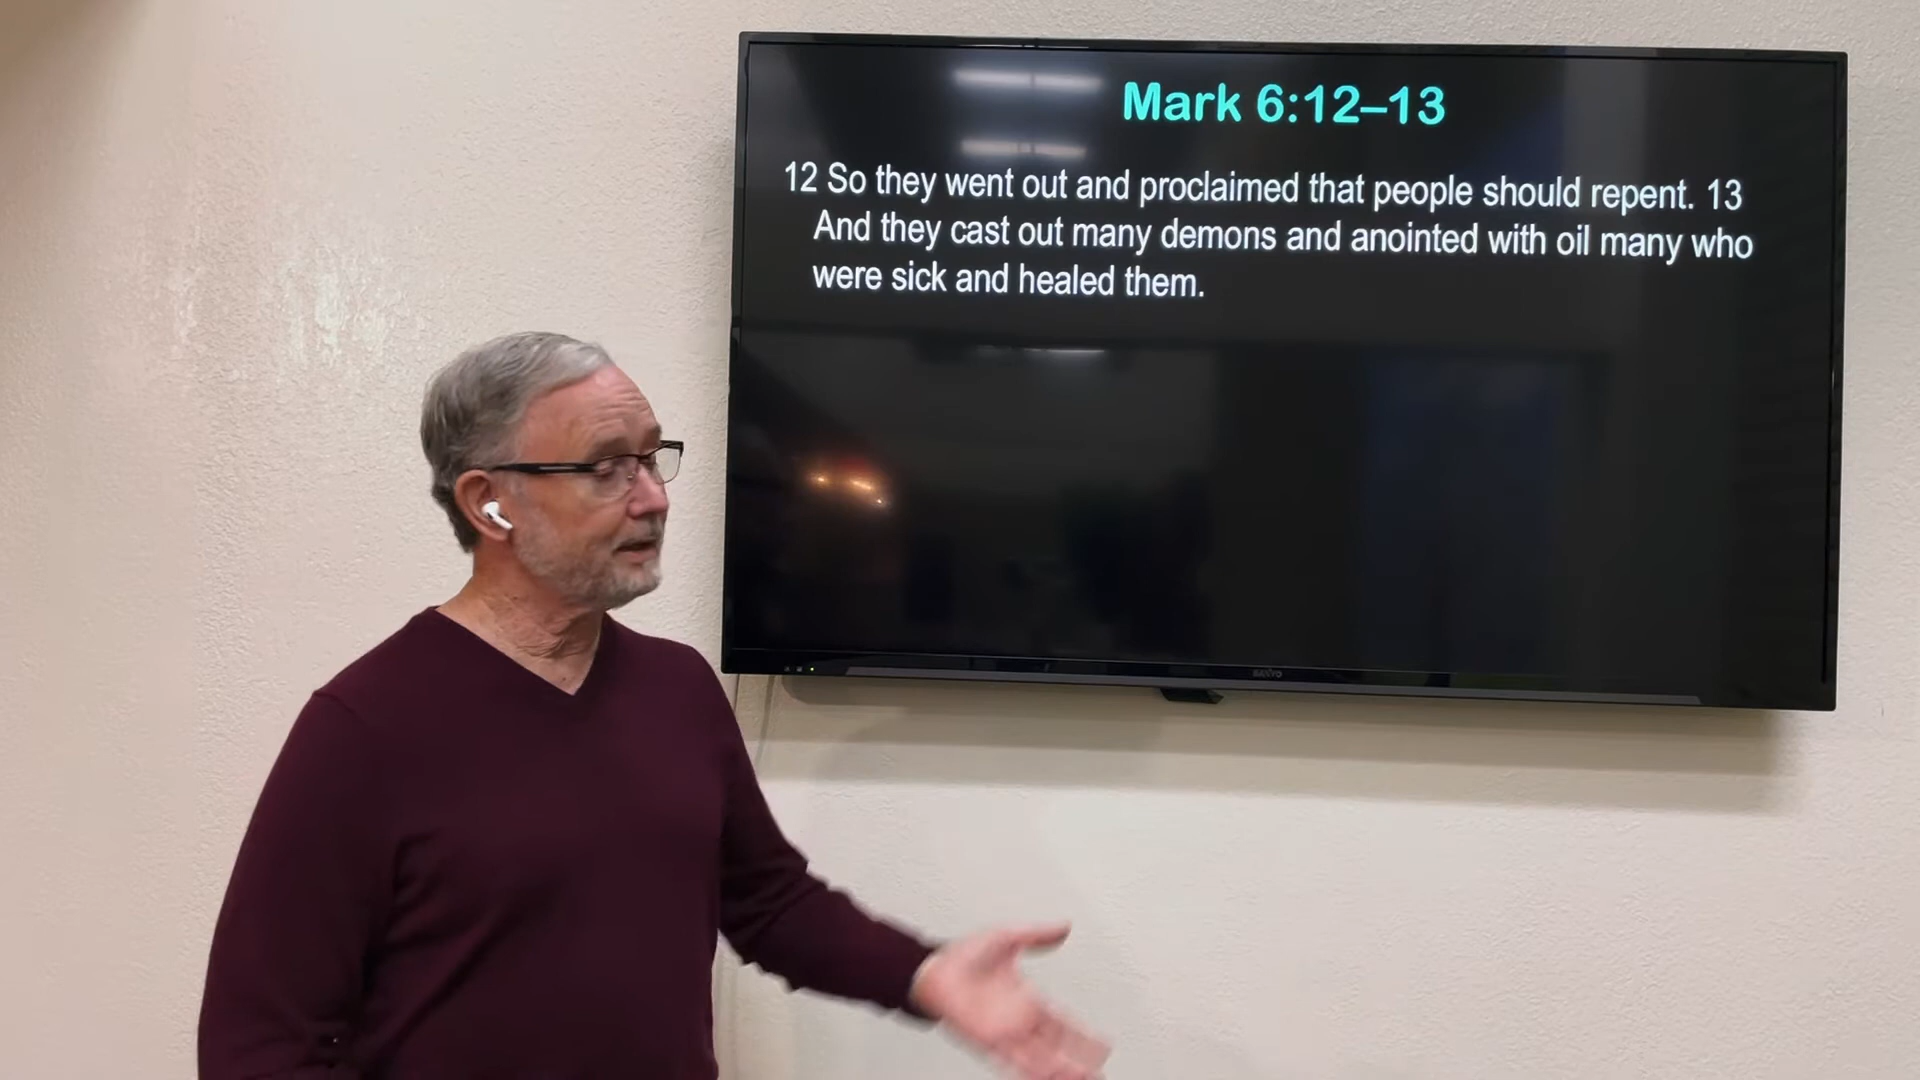 Mark 6:12–13
12 So they went out and proclaimed that people should repent. 13
And they cast out many demons and anointed with oil many who
were sick and healed them.
SANYO